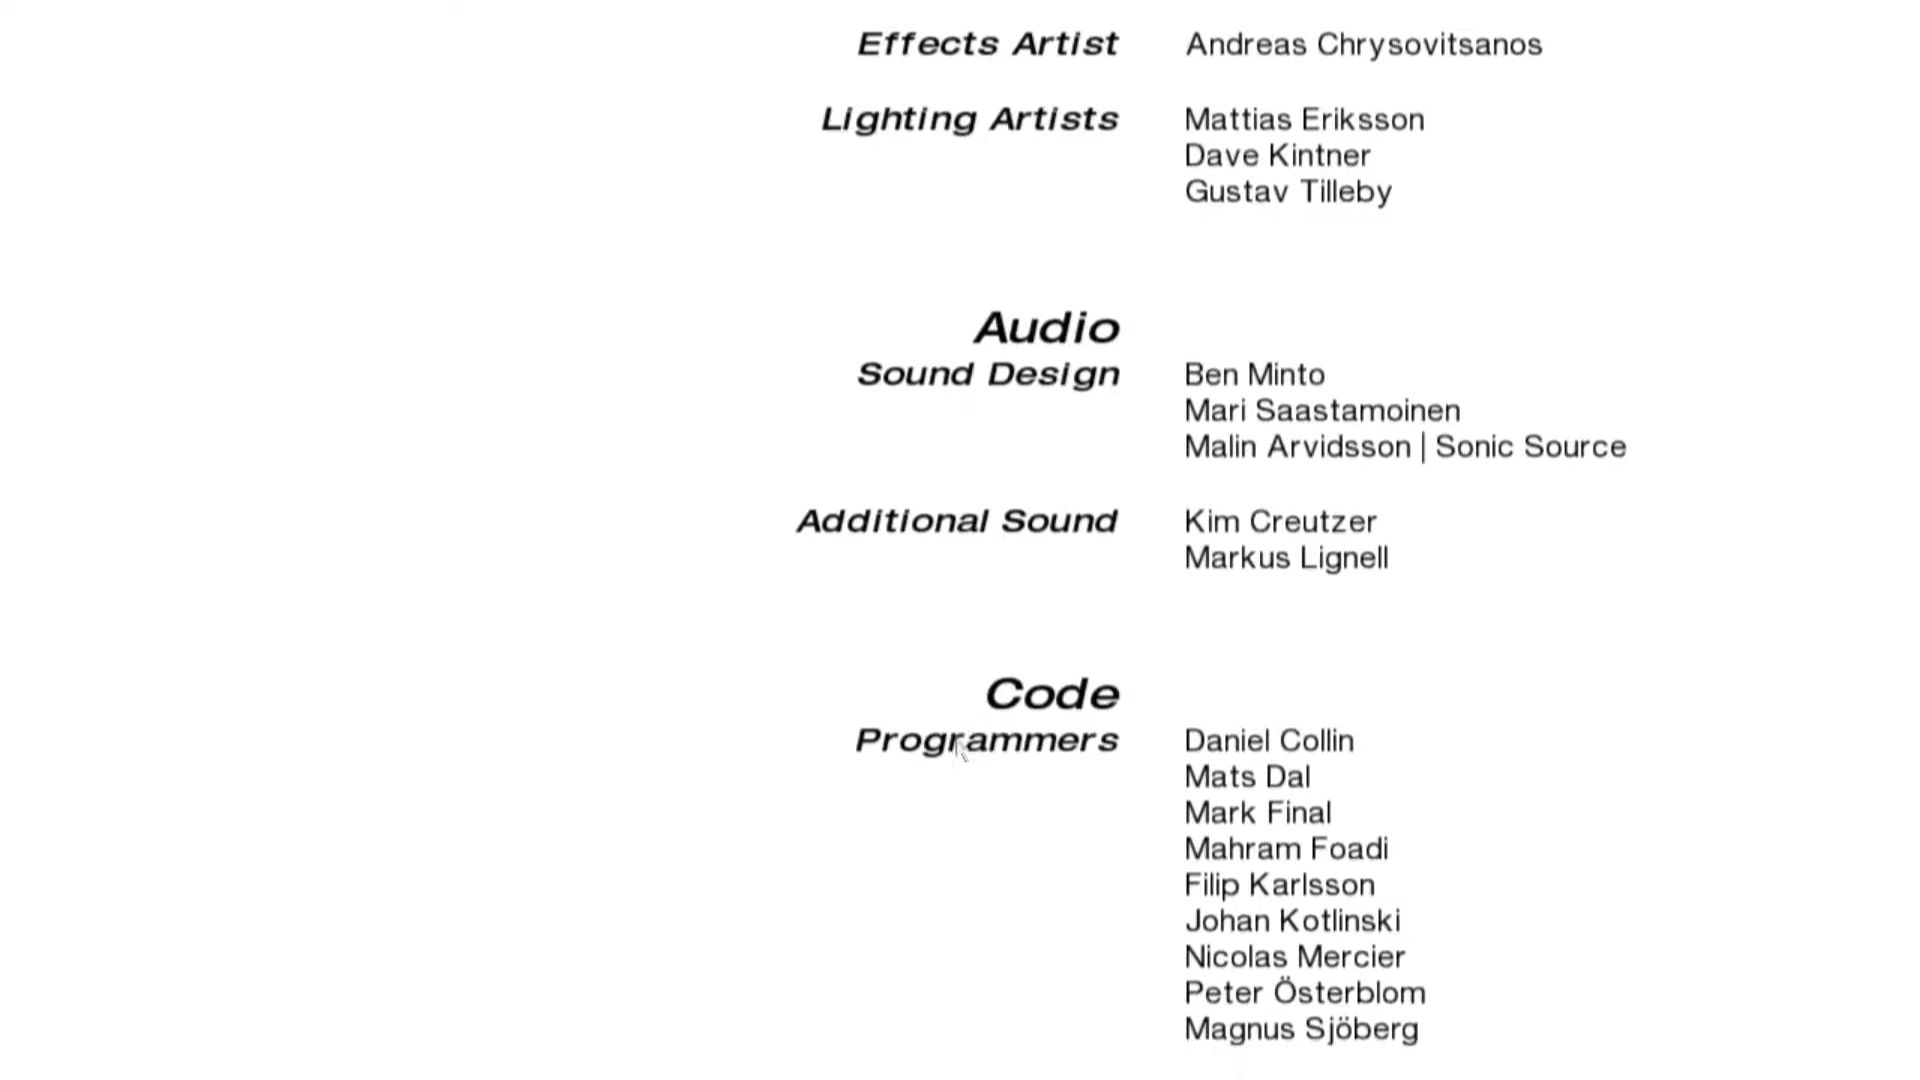 Effects Artist Andreas Chrysovitsanos
Lighting Artists Mattias Eriksson
Dave Kintner
Gustav Tilleby
Audio
Sound Design Ben Minto
Mari Saastamoinen
Malin Arvidsson | Sonic Source
Additional Sound Kim Creutzer
Markus Lignell
Code
Programmers Daniel Collin
Mats Dal
Mark Final
Mahram Foadi
Filip Karlsson
Johan Kotlinski
Nicolas Mercier
Peter Österblom
Magnus Sjöberg